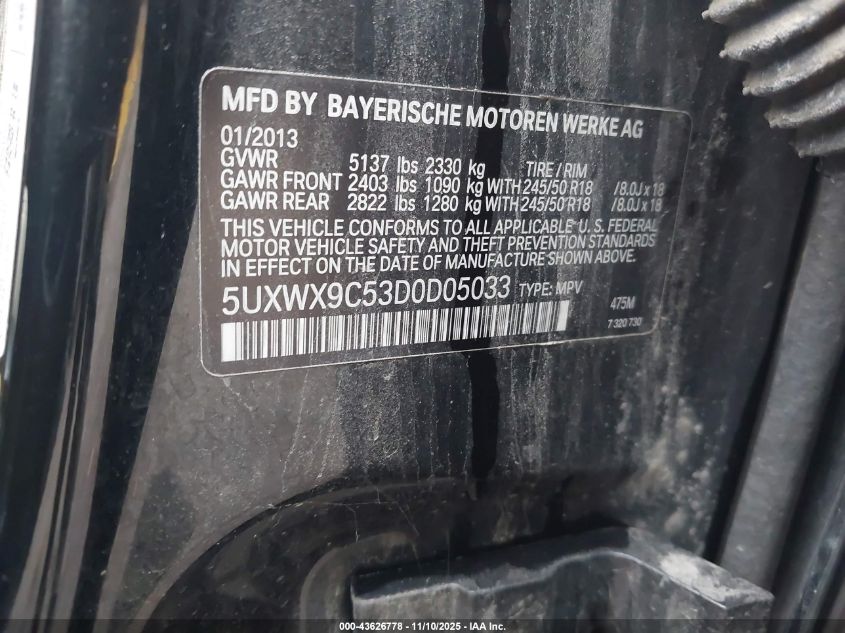 MFD BY BAYERISCHE MOTOREN WERKE AG
01/2013
GVWR 5137 lbs 2330 kg TIRE / RIM
GAWR FRONT 2403 lbs 1090 kg WITH 245/50 R18 /8.0J x 18
GAWR REAR 2822 lbs 1280 kg WITH 245/50 R18 /8.0J x 18
THIS VEHICLE CONFORMS TO ALL APPLICABLE U.S. FEDERAL
MOTOR VEHICLE SAFETY AND THEFT PREVENTION STANDARDS
IN EFFECT ON THE DATE OF MANUFACTURE SHOWN ABOVE.
5UXWX9C53D0D05033 TYPE: MPV 475M
7 320 730
000-43626778 - 11/10/2025 - © Copyright 2025 - IAA, Inc.